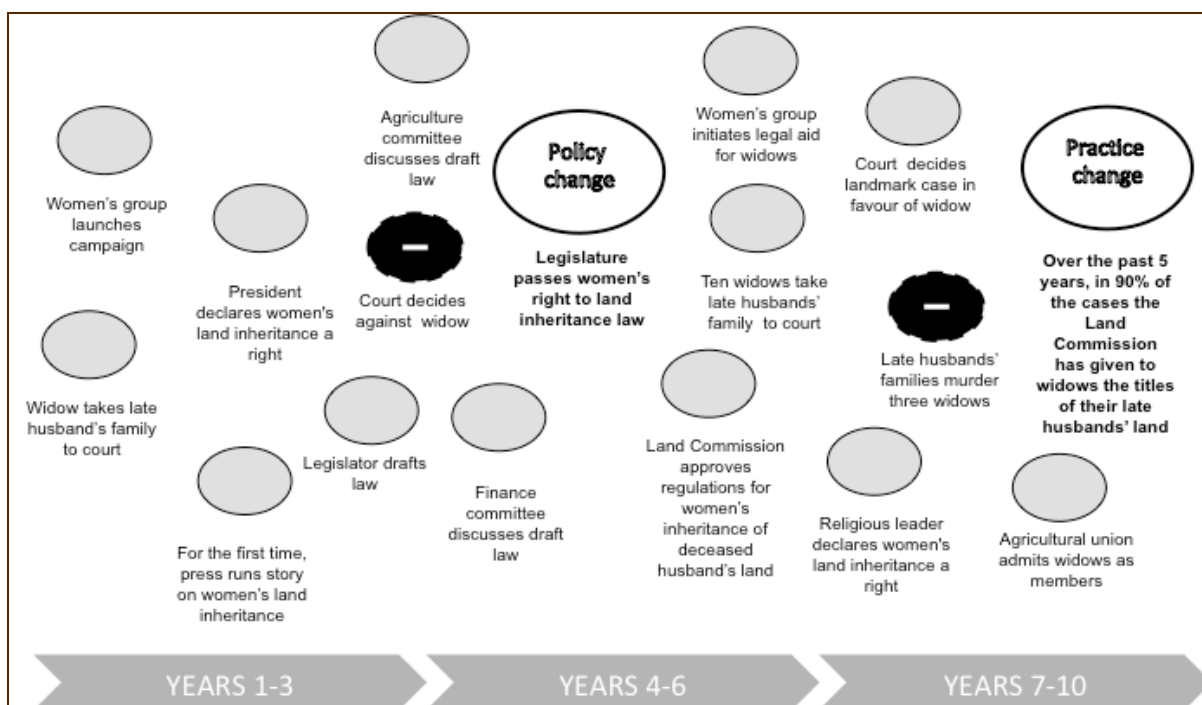 Women's group
launches
campaign
Widow takes late
husband's family
to court
President
declares women's
land inheritance a
right
For the first time,
press runs story
on women's land
inheritance
Agriculture
committee
discusses draft
law
Court decides
against widow
Legislator drafts
law
Finance
committee
discusses draft
law
Policy
change
Legislature
passes women's
right to land
inheritance law
Women's group
initiates legal aid
for widows
Ten widows take
late husbands'
family to court
Land Commission
approves
regulations for
women's
inheritance of
deceased
husband's land
Court decides
landmark case in
favour of widow
Late husbands'
families murder
three widows
Religious leader
declares women's
land inheritance a
right
Practice
change
Over the past 5
years, in 90% of
the cases the
Land
Commission
has given to
widows the titles
of their late
husbands' land
Agricultural union
admits widows as
members
YEARS 1-3
YEARS 4-6
YEARS 7-10